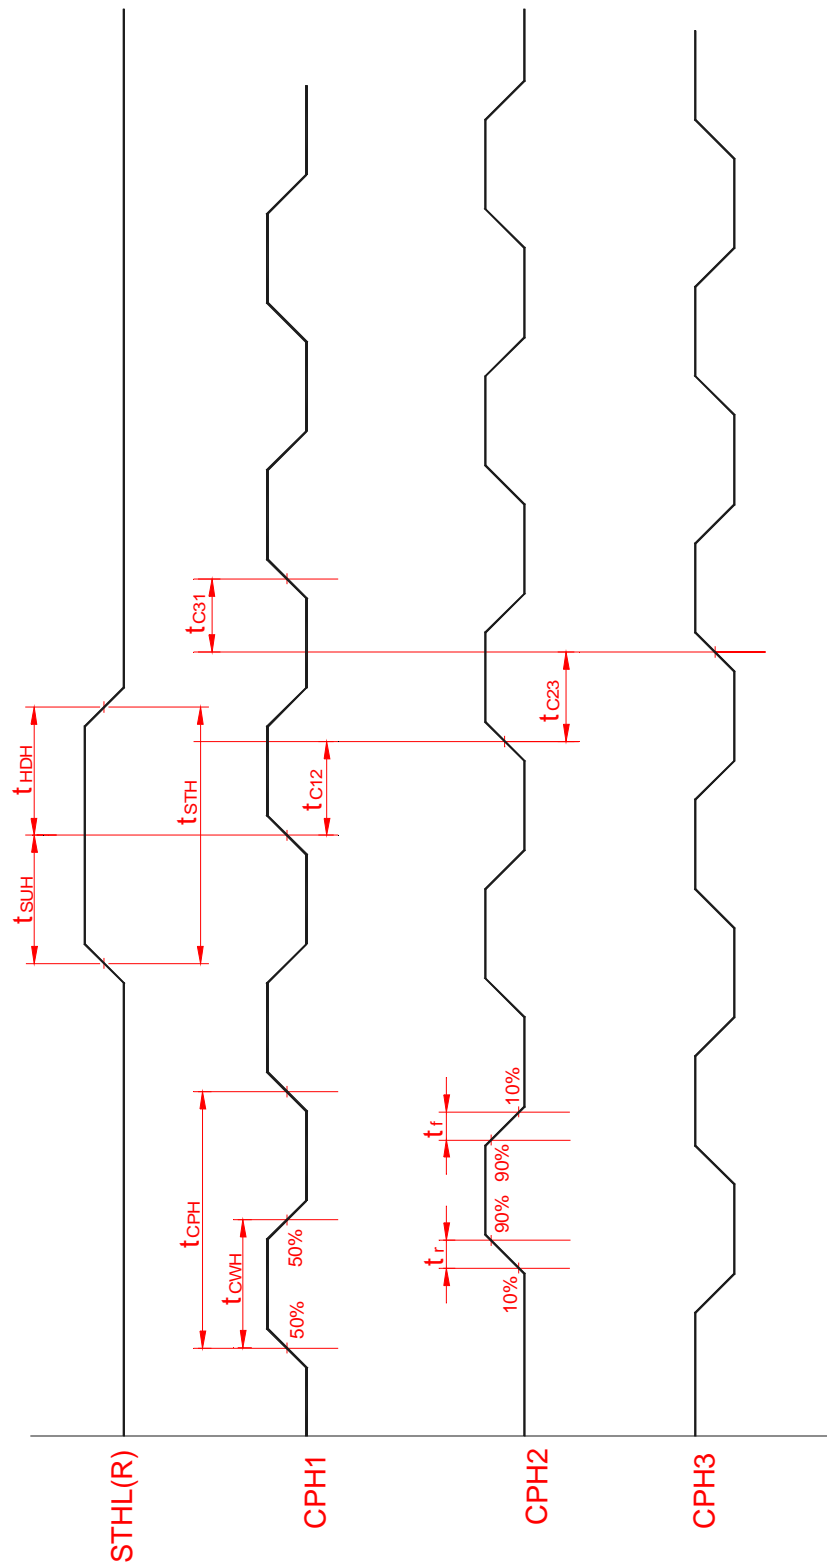 STHL(R)
tSUH
tHDH
tSTH
CPH1
tCPH
tCWH
50%
50%
tC12
tC31
CPH2
tr
tf
10%
90%
90%
10%
tC23
CPH3